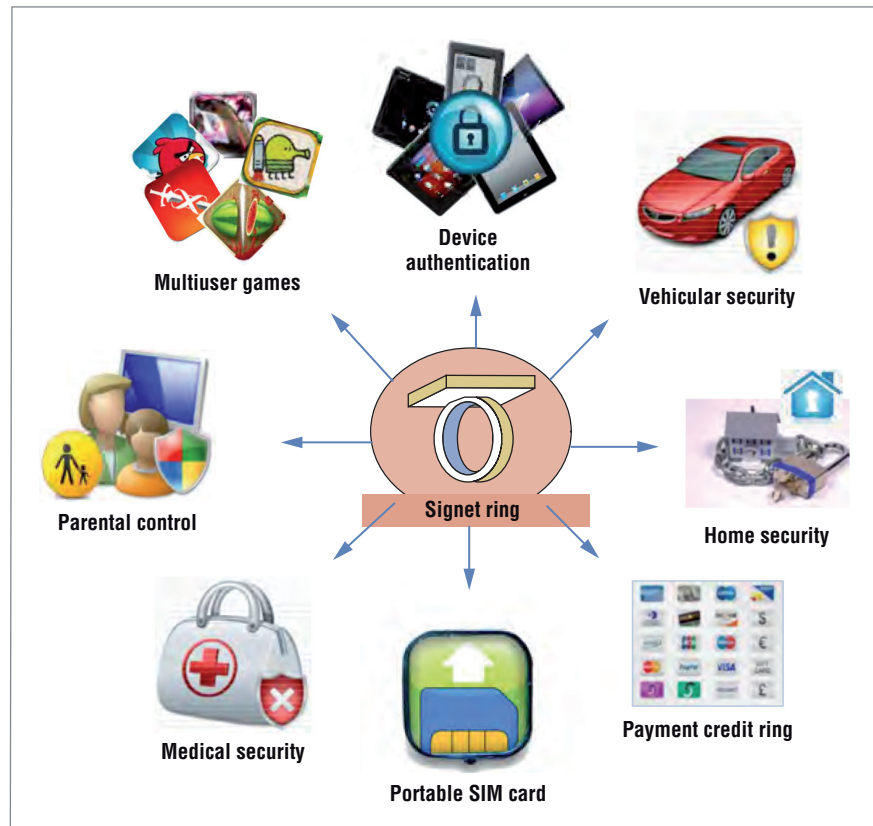 Device
authentication
Multiuser games
Vehicular security
Parental control
Signet ring
Home security
Medical security
Portable SIM card
Payment credit ring
VISA
$
€
£